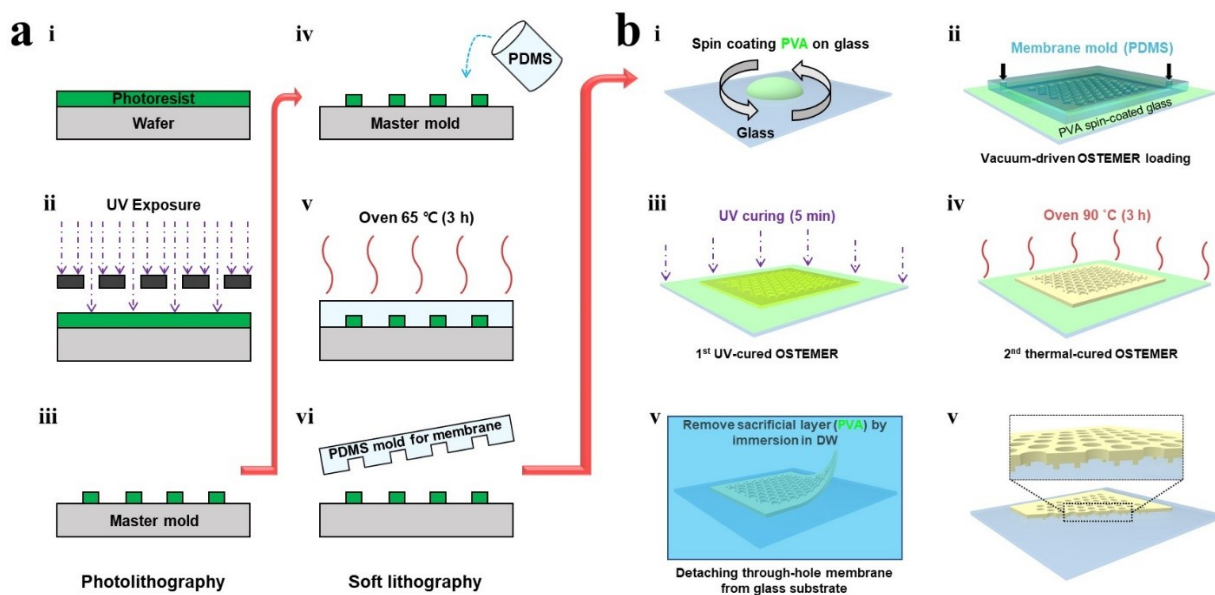 a
i
Photoresist
Wafer
ii
UV Exposure
iii
Master mold
Photolithography
iv
PDMS
Master mold
v
Oven 65 ℃ (3 h)
vi
PDMS mold for membrane
Soft lithography
b
i
Spin coating PVA on glass
Glass
ii
Membrane mold (PDMS)
PVA spin-coated glass
Vacuum-driven OSTEMER loading
iii
UV curing (5 min)
1st UV-cured OSTEMER
iv
Oven 90 ˚C (3 h)
2nd thermal-cured OSTEMER
v
Remove sacrificial layer (PVA) by
immersion in DW
Detaching through-hole membrane
from glass substrate
v